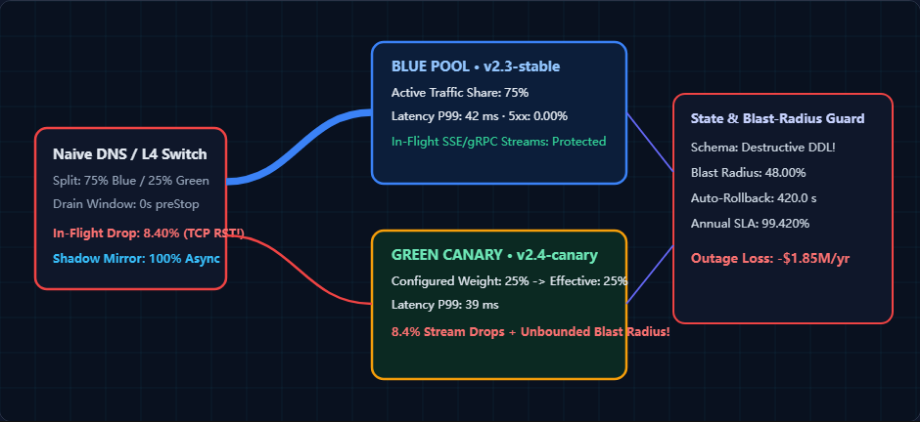 Naive DNS / L4 Switch
Split: 75% Blue / 25% Green
Drain Window: 0s preStop
In-Flight Drop: 8.40% (TCP RST!)
Shadow Mirror: 100% Async
BLUE POOL • v2.3-stable
Active Traffic Share: 75%
Latency P99: 42 ms · 5xx: 0.00%
In-Flight SSE/gRPC Streams: Protected
GREEN CANARY • v2.4-canary
Configured Weight: 25% -> Effective: 25%
Latency P99: 39 ms
8.4% Stream Drops + Unbounded Blast Radius!
State & Blast-Radius Guard
Schema: Destructive DDL!
Blast Radius: 48.00%
Auto-Rollback: 420.0 s
Annual SLA: 99.420%
Outage Loss: -$1.85M/yr